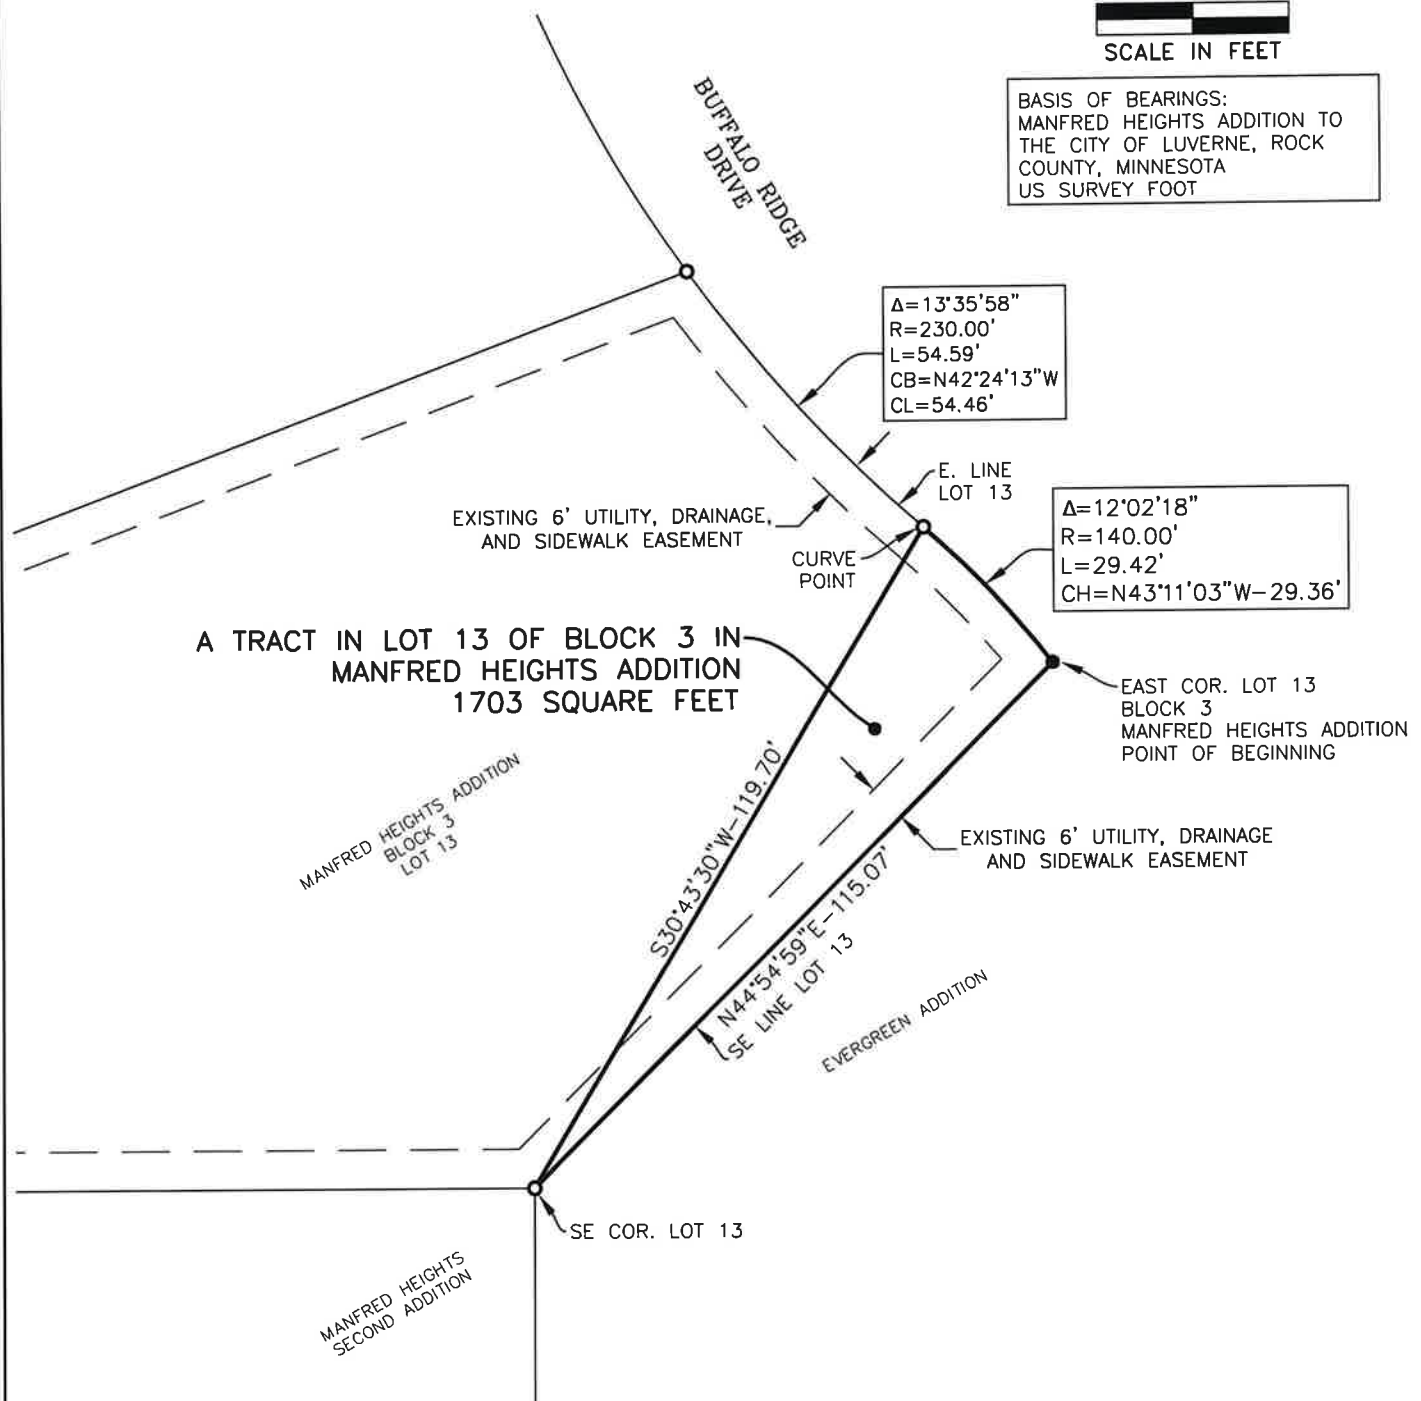 SCALE IN FEET
BASIS OF BEARINGS:
MANFRED HEIGHTS ADDITION TO
THE CITY OF LUVERNE, ROCK
COUNTY, MINNESOTA
US SURVEY FOOT
BUFFALO RIDGE
DRIVE
Δ=13°35'58"
R=230.00'
L=54.59'
CB=N42°24'13"W
CL=54.46'
E. LINE
LOT 13
EXISTING 6' UTILITY, DRAINAGE,
AND SIDEWALK EASEMENT
CURVE
POINT
Δ=12°02'18"
R=140.00'
L=29.42'
CH=N43°11'03"W-29.36'
A TRACT IN LOT 13 OF BLOCK 3 IN
MANFRED HEIGHTS ADDITION
1703 SQUARE FEET
EAST COR. LOT 13
BLOCK 3
MANFRED HEIGHTS ADDITION
POINT OF BEGINNING
MANFRED HEIGHTS ADDITION
BLOCK 3
LOT 13
S30°43'30"W-119.70'
EXISTING 6' UTILITY, DRAINAGE
AND SIDEWALK EASEMENT
N44°54'59"E-115.07'
SE LINE LOT 13
EVERGREEN ADDITION
SE COR. LOT 13
MANFRED HEIGHTS
SECOND ADDITION